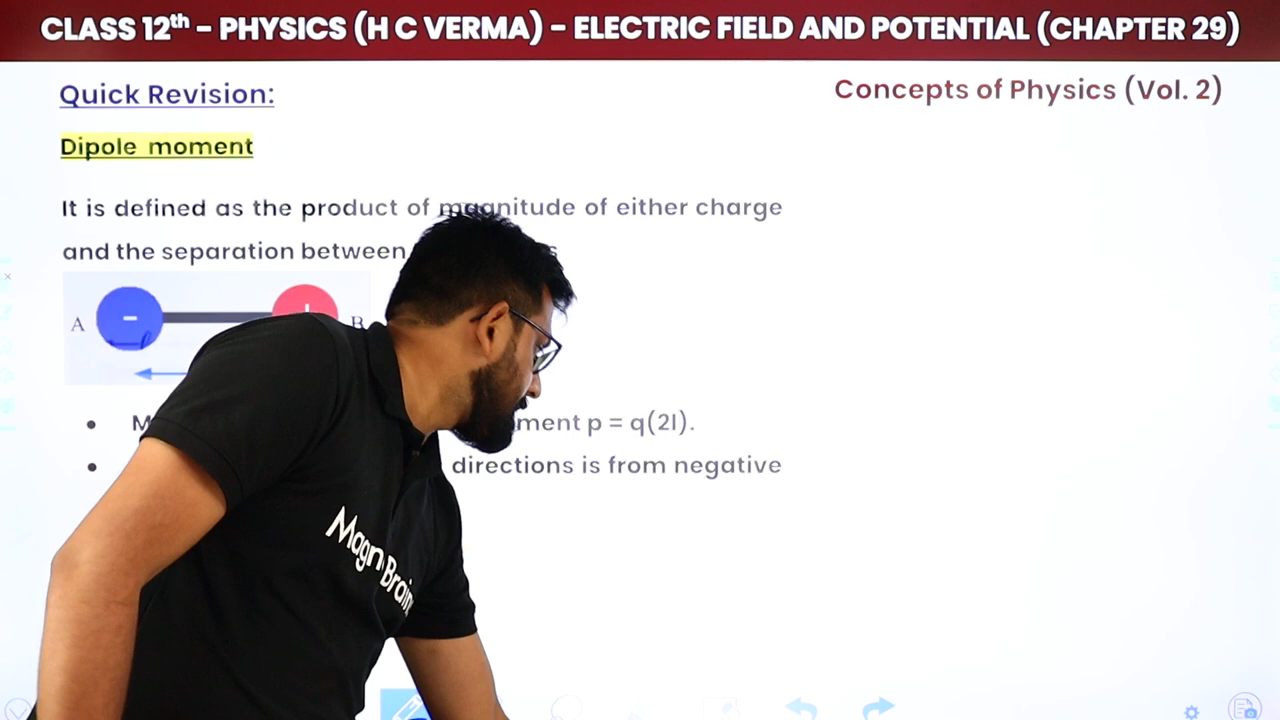 CLASS 12th - PHYSICS (H C VERMA) - ELECTRIC FIELD AND POTENTIAL (CHAPTER 29)
Quick Revision:
Concepts of Physics (Vol. 2)
Dipole moment
It is defined as the product of magnitude of either charge
and the separation between
A - + B
p = q(2l).
directions is from negative
Magn Brain